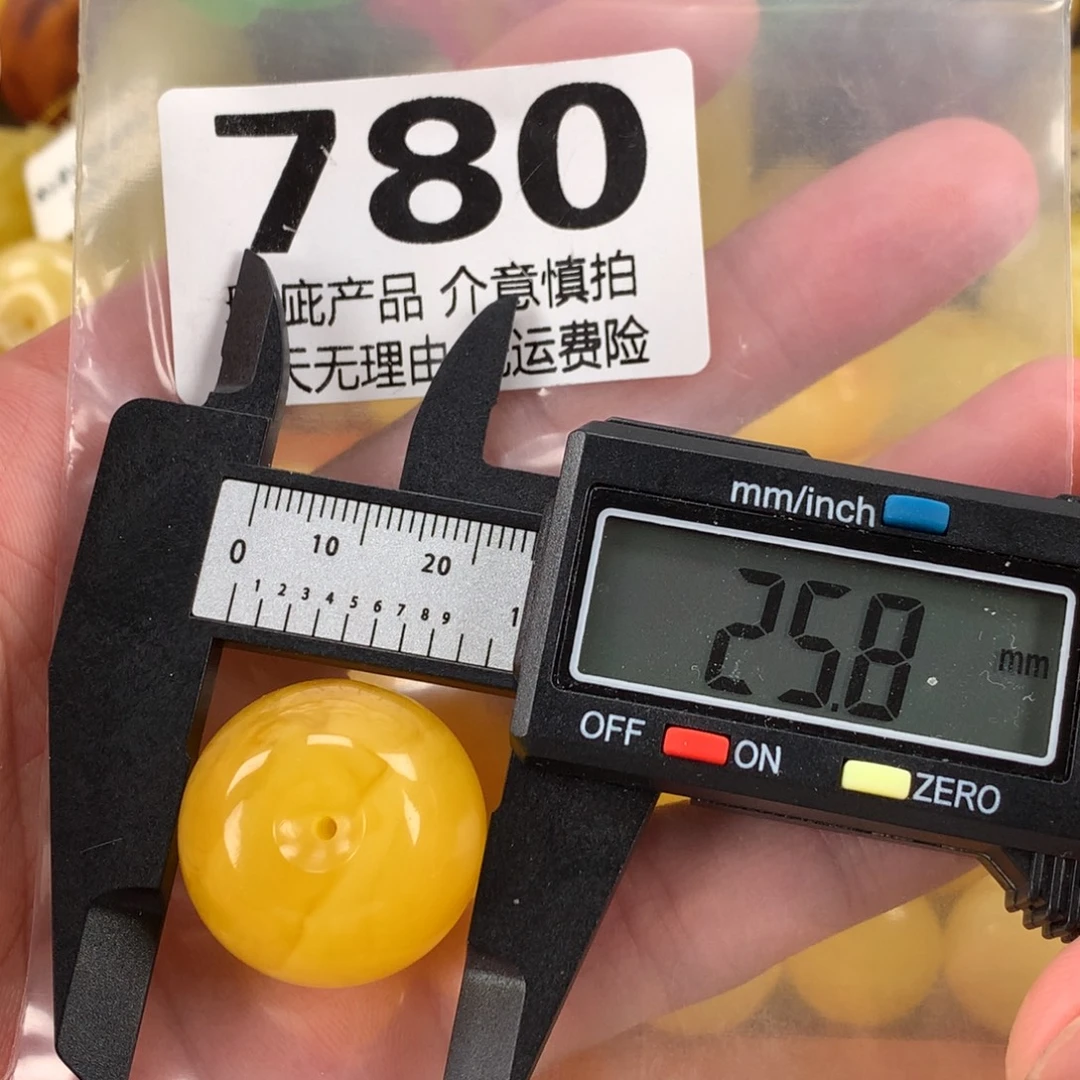 780
疵产品 介意慎拍
天无理由 运费险
mm/inch
0 10 20
1 2 3 4 5 6 7 8 9 1
25.8 mm
OFF ON ZERO